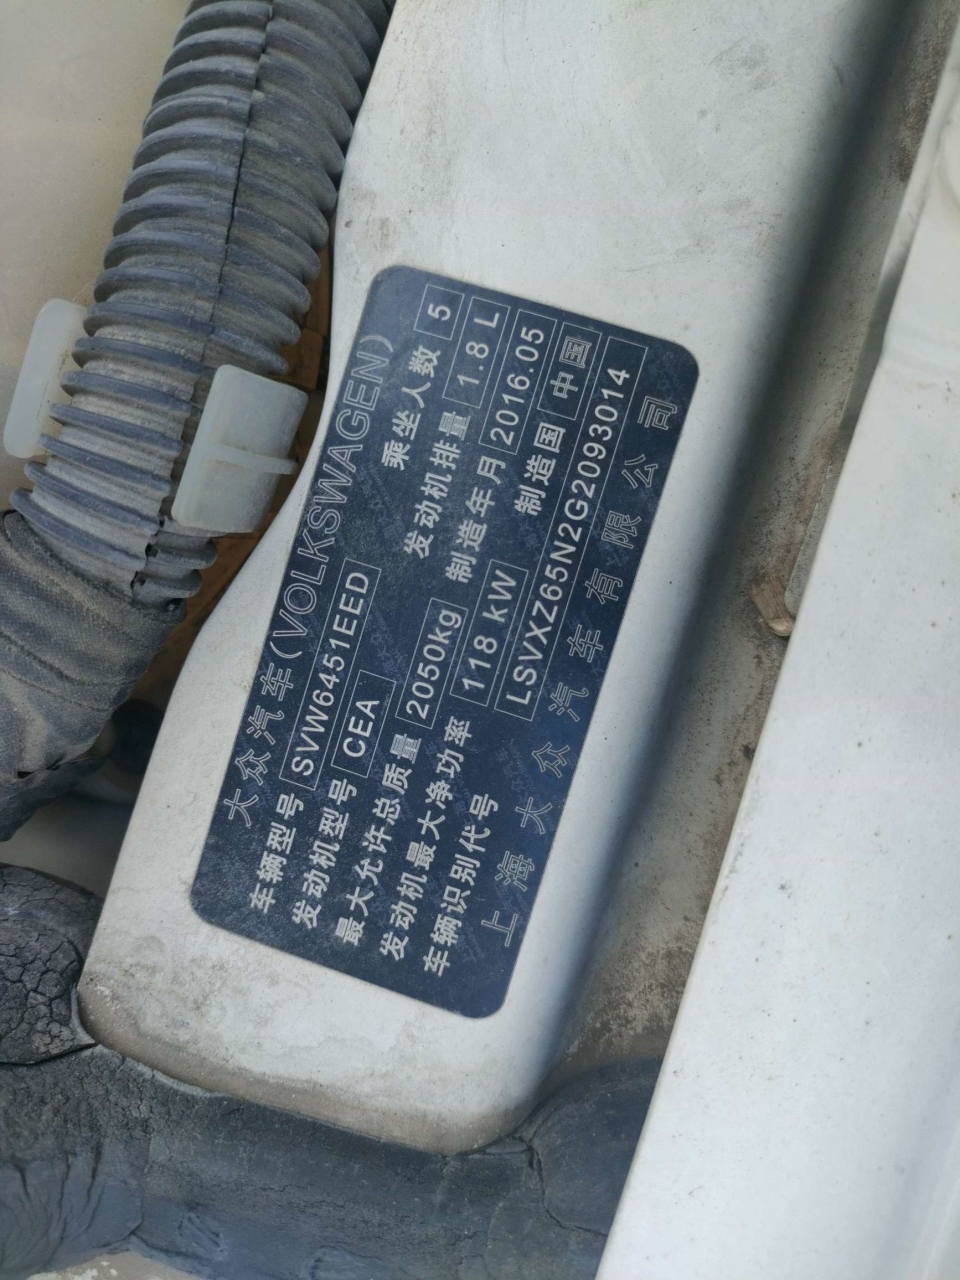 大众汽车(VOLKSWAGEN)
车辆型号 SVW6451EED 乘坐人数 5
发动机型号 CEA 发动机排量 1.8 L
最大允许总质量 2050kg 制造年月 2016.05
发动机最大净功率 118 kW 制造国 中国
车辆识别代号 LSVXZ65N2G2093014
上海大众汽车有限公司